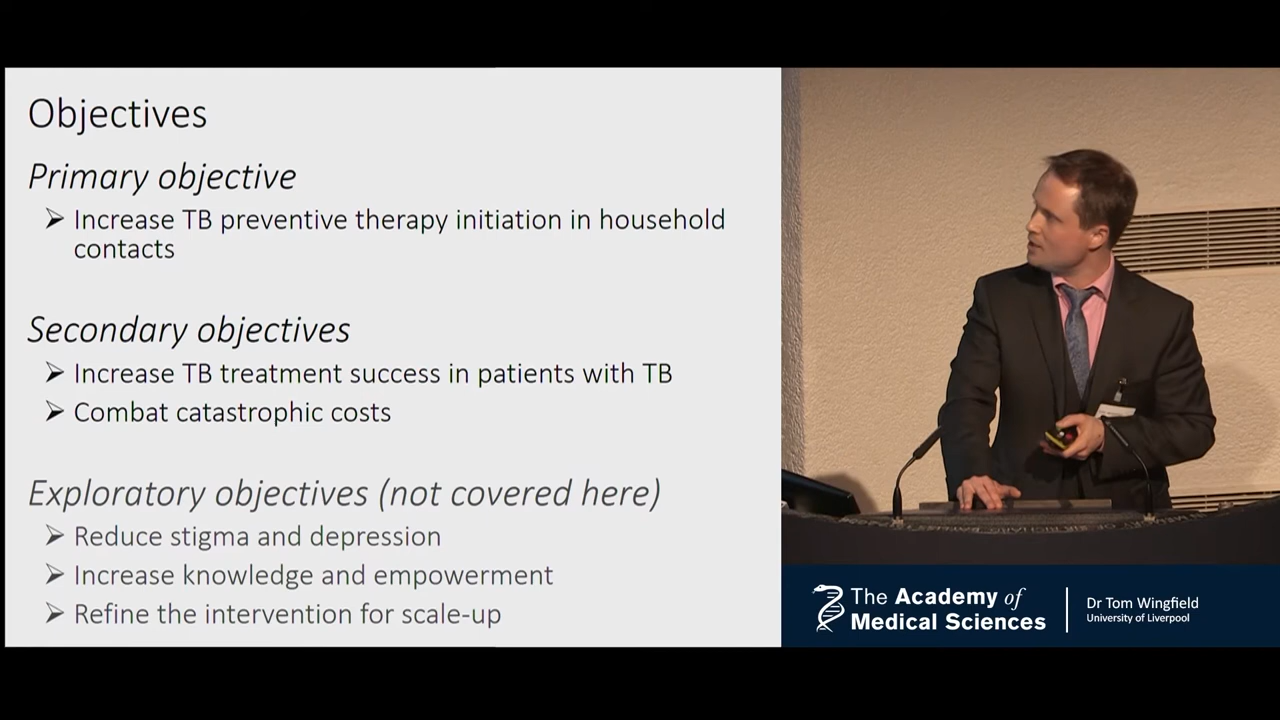 Objectives
Primary objective
Increase TB preventive therapy initiation in household
contacts
Secondary objectives
Increase TB treatment success in patients with TB
Combat catastrophic costs
Exploratory objectives (not covered here)
Reduce stigma and depression
Increase knowledge and empowerment
Refine the intervention for scale-up
The Academy of
Medical Sciences
Dr Tom Wingfield
University of Liverpool